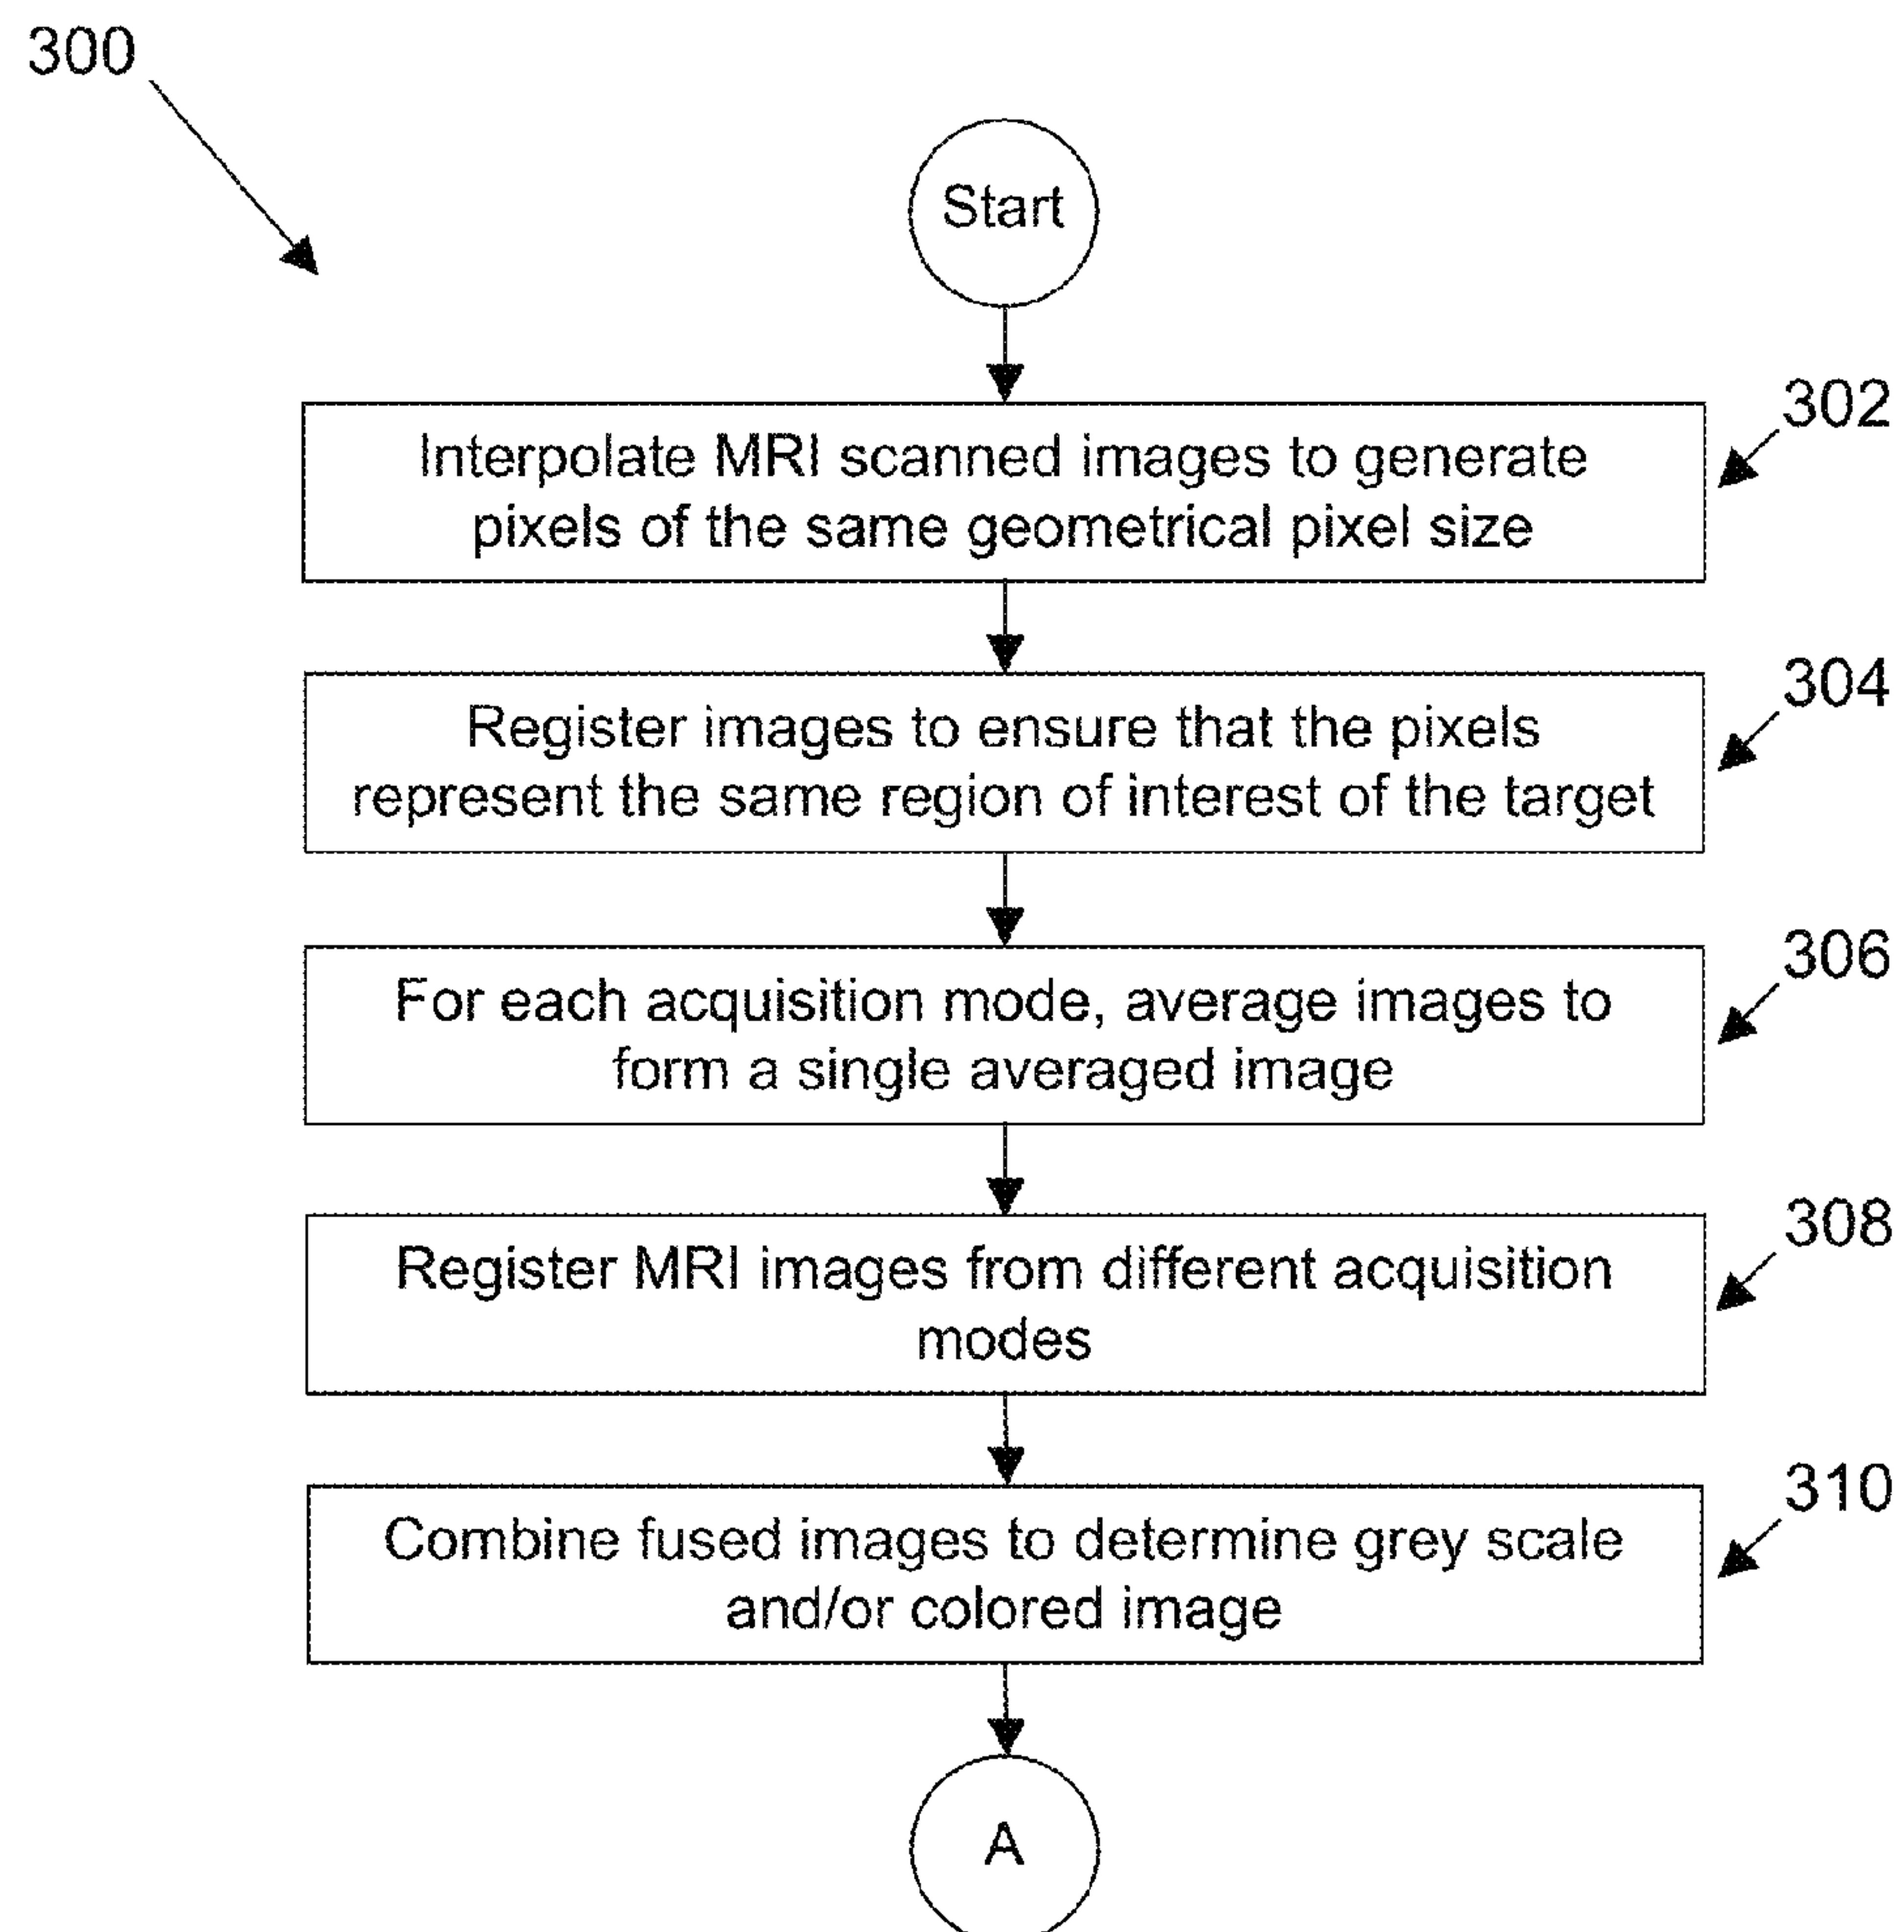 300
Start
302
Interpolate MRI scanned images to generate
pixels of the same geometrical pixel size
304
Register images to ensure that the pixels
represent the same region of interest of the target
306
For each acquisition mode, average images to
form a single averaged image
308
Register MRI images from different acquisition
modes
310
Combine fused images to determine grey scale
and/or colored image
A